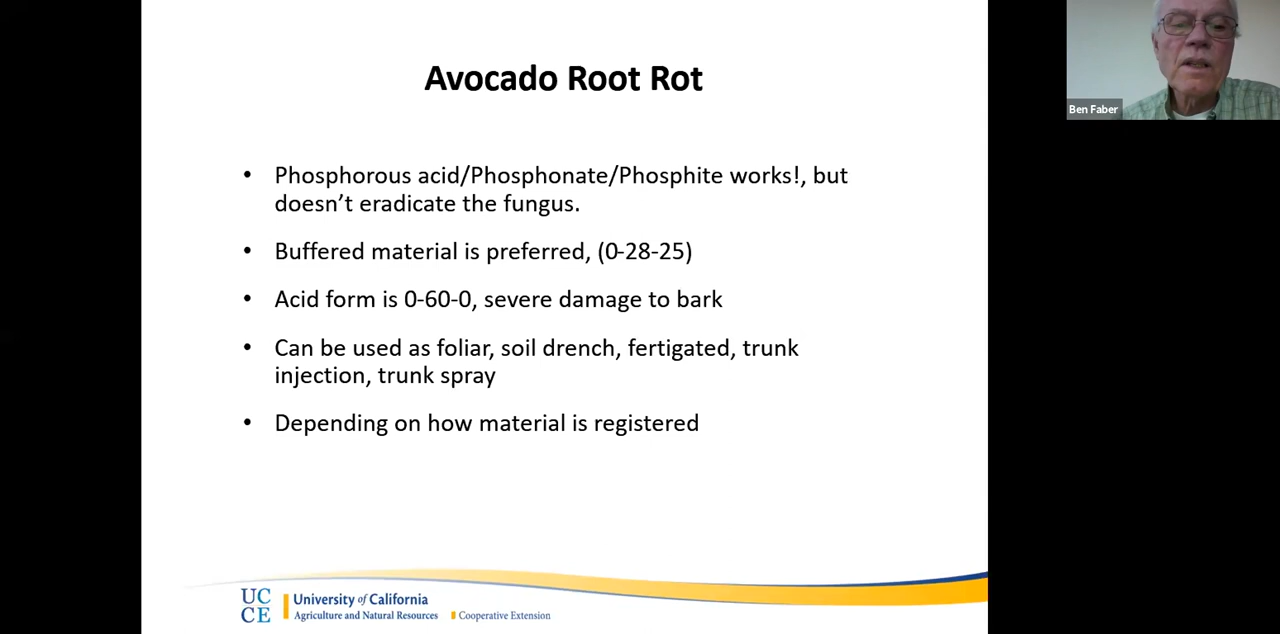 Avocado Root Rot
• Phosphorous acid/Phosphonate/Phosphite works!, but
doesn’t eradicate the fungus.
• Buffered material is preferred, (0-28-25)
• Acid form is 0-60-0, severe damage to bark
• Can be used as foliar, soil drench, fertigated, trunk
injection, trunk spray
• Depending on how material is registered
UC
CE
University of California
Agriculture and Natural Resources
Cooperative Extension
Ben Faber